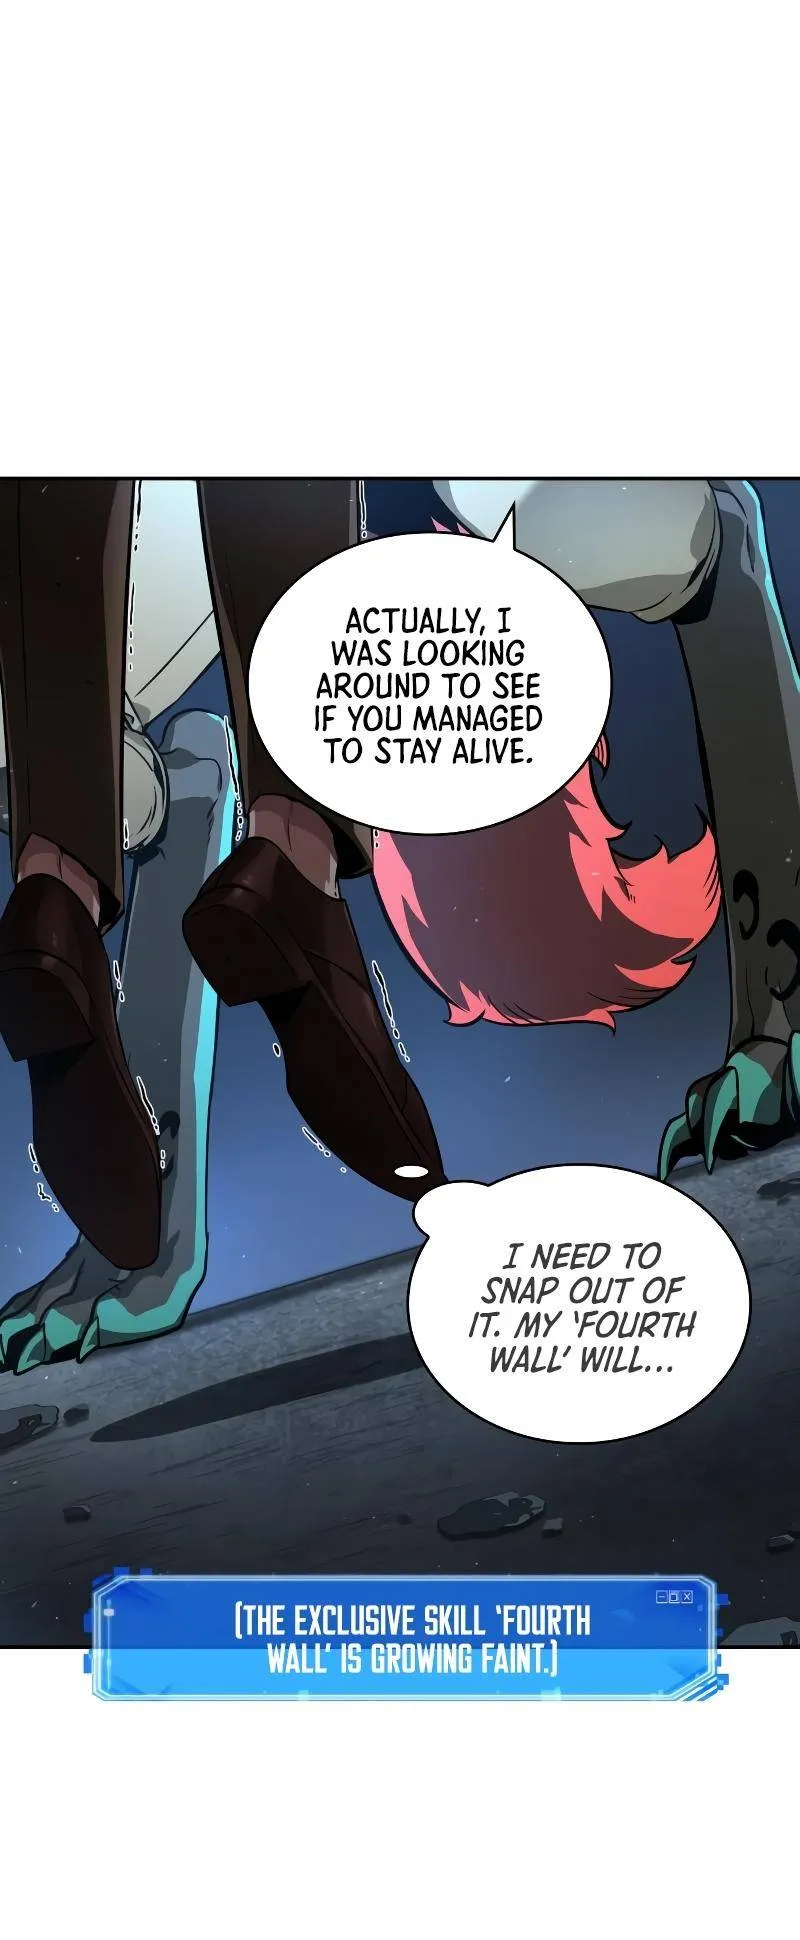 ACTUALLY, I
WAS LOOKING
AROUND TO SEE
IF YOU MANAGED
TO STAY ALIVE.
I NEED TO
SNAP OUT OF
IT. MY ‘FOURTH
WALL’ WILL...
[THE EXCLUSIVE SKILL ‘FOURTH
WALL’ IS GROWING FAINT.]